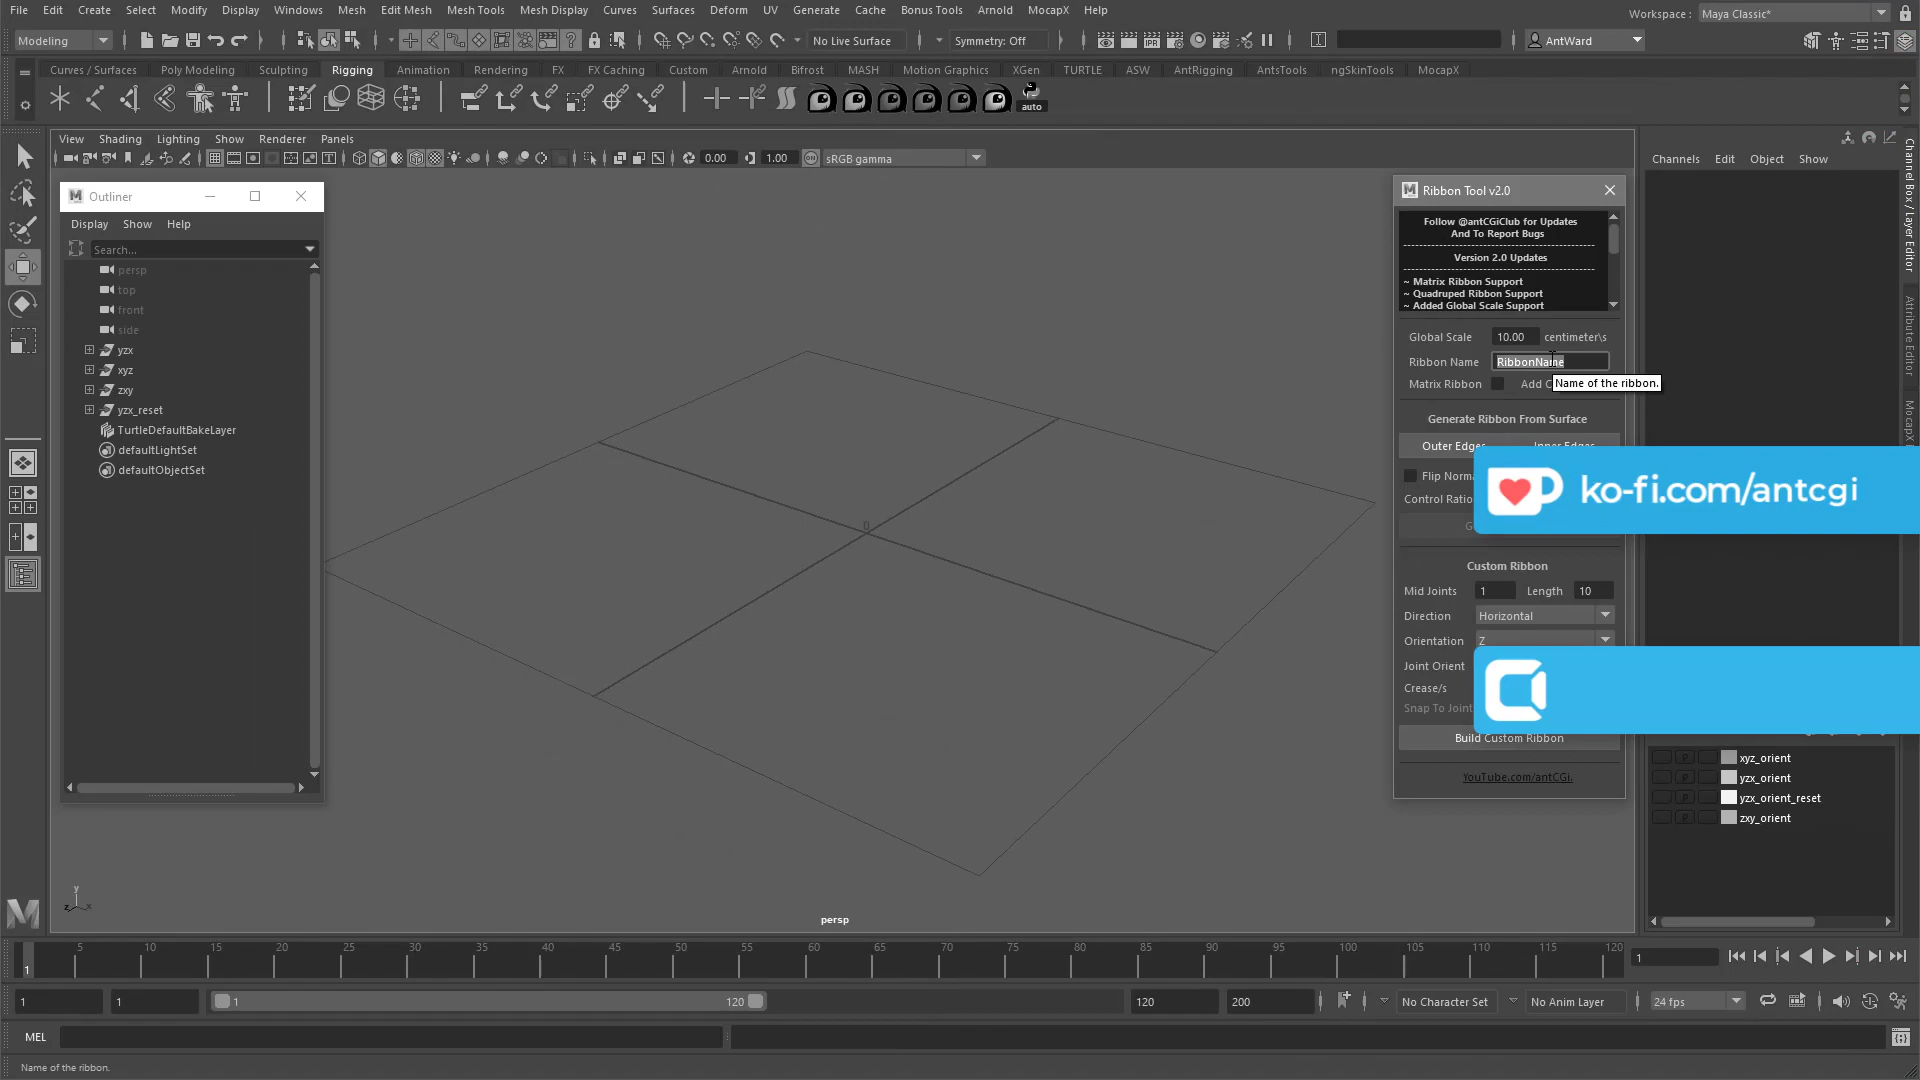 File Edit Create Select Modify Display Windows Mesh Edit Mesh Mesh Tools Mesh Display Curves Surfaces Deform UV Generate Cache Bonus Tools Arnold MocapX Help
Workspace : Maya Classic*
Modeling
No Live Surface
Symmetry: Off
AntWard
Curves / Surfaces Poly Modeling Sculpting Rigging Animation Rendering FX FX Caching Custom Arnold Bifrost MASH Motion Graphics XGen TURTLE ASW AntRigging AntsTools ngSkinTools MocapX
auto
View Shading Lighting Show Renderer Panels
0.00 1.00 ON sRGB gamma
Channels Edit Object Show
Channel Box / Layer Editor
Attribute Editor
Outliner
Display Show Help
Search...
persp
top
front
side
yzx
xyz
zxy
yzx_reset
TurtleDefaultBakeLayer
defaultLightSet
defaultObjectSet
Ribbon Tool v2.0
Follow @antCGiClub for Updates
And To Report Bugs
Version 2.0 Updates
~ Matrix Ribbon Support
~ Quadruped Ribbon Support
~ Added Global Scale Support
Global Scale 10.00 centimeter\s
Ribbon Name RibbonName
Matrix Ribbon Add C
Name of the ribbon.
Generate Ribbon From Surface
Outer Edges Inner Edges
Flip Norma
Control Ratio
ko-fi.com/antcgi
Custom Ribbon
Mid Joints 1 Length 10
Direction Horizontal
Orientation Z
Joint Orient
Crease/s
Snap To Joint
Build Custom Ribbon
YouTube.com/antCGi.
xyz_orient
yzx_orient
yzx_orient_reset
zxy_orient
y
z x
persp
5 10 15 20 25 30 35 40 45 50 55 60 65 70 75 80 85 90 95 100 105 110 115 120
1
1
1 1 1 120 120 200 No Character Set No Anim Layer 24 fps
MEL
Name of the ribbon.